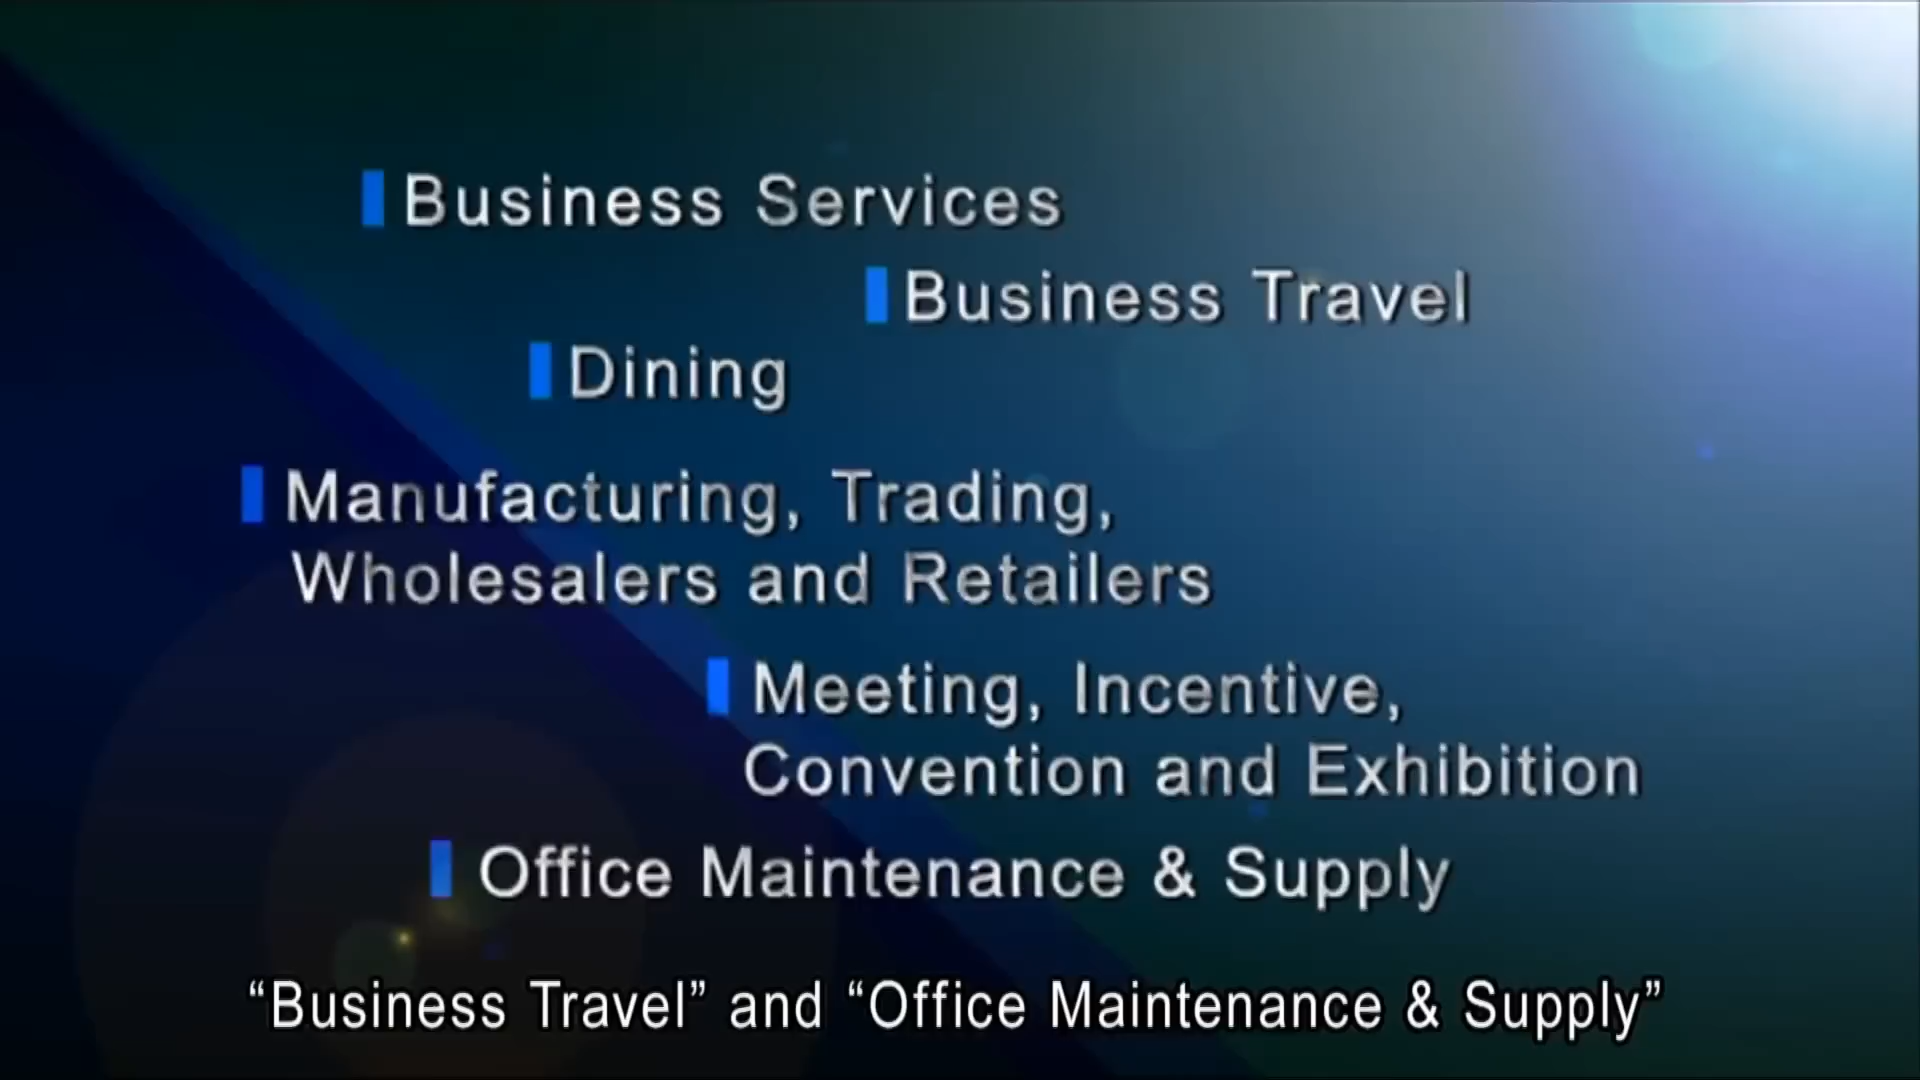 Business Services
Business Travel
Dining
Manufacturing, Trading,
Wholesalers and Retailers
Meeting, Incentive,
Convention and Exhibition
Office Maintenance & Supply
“Business Travel” and “Office Maintenance & Supply”